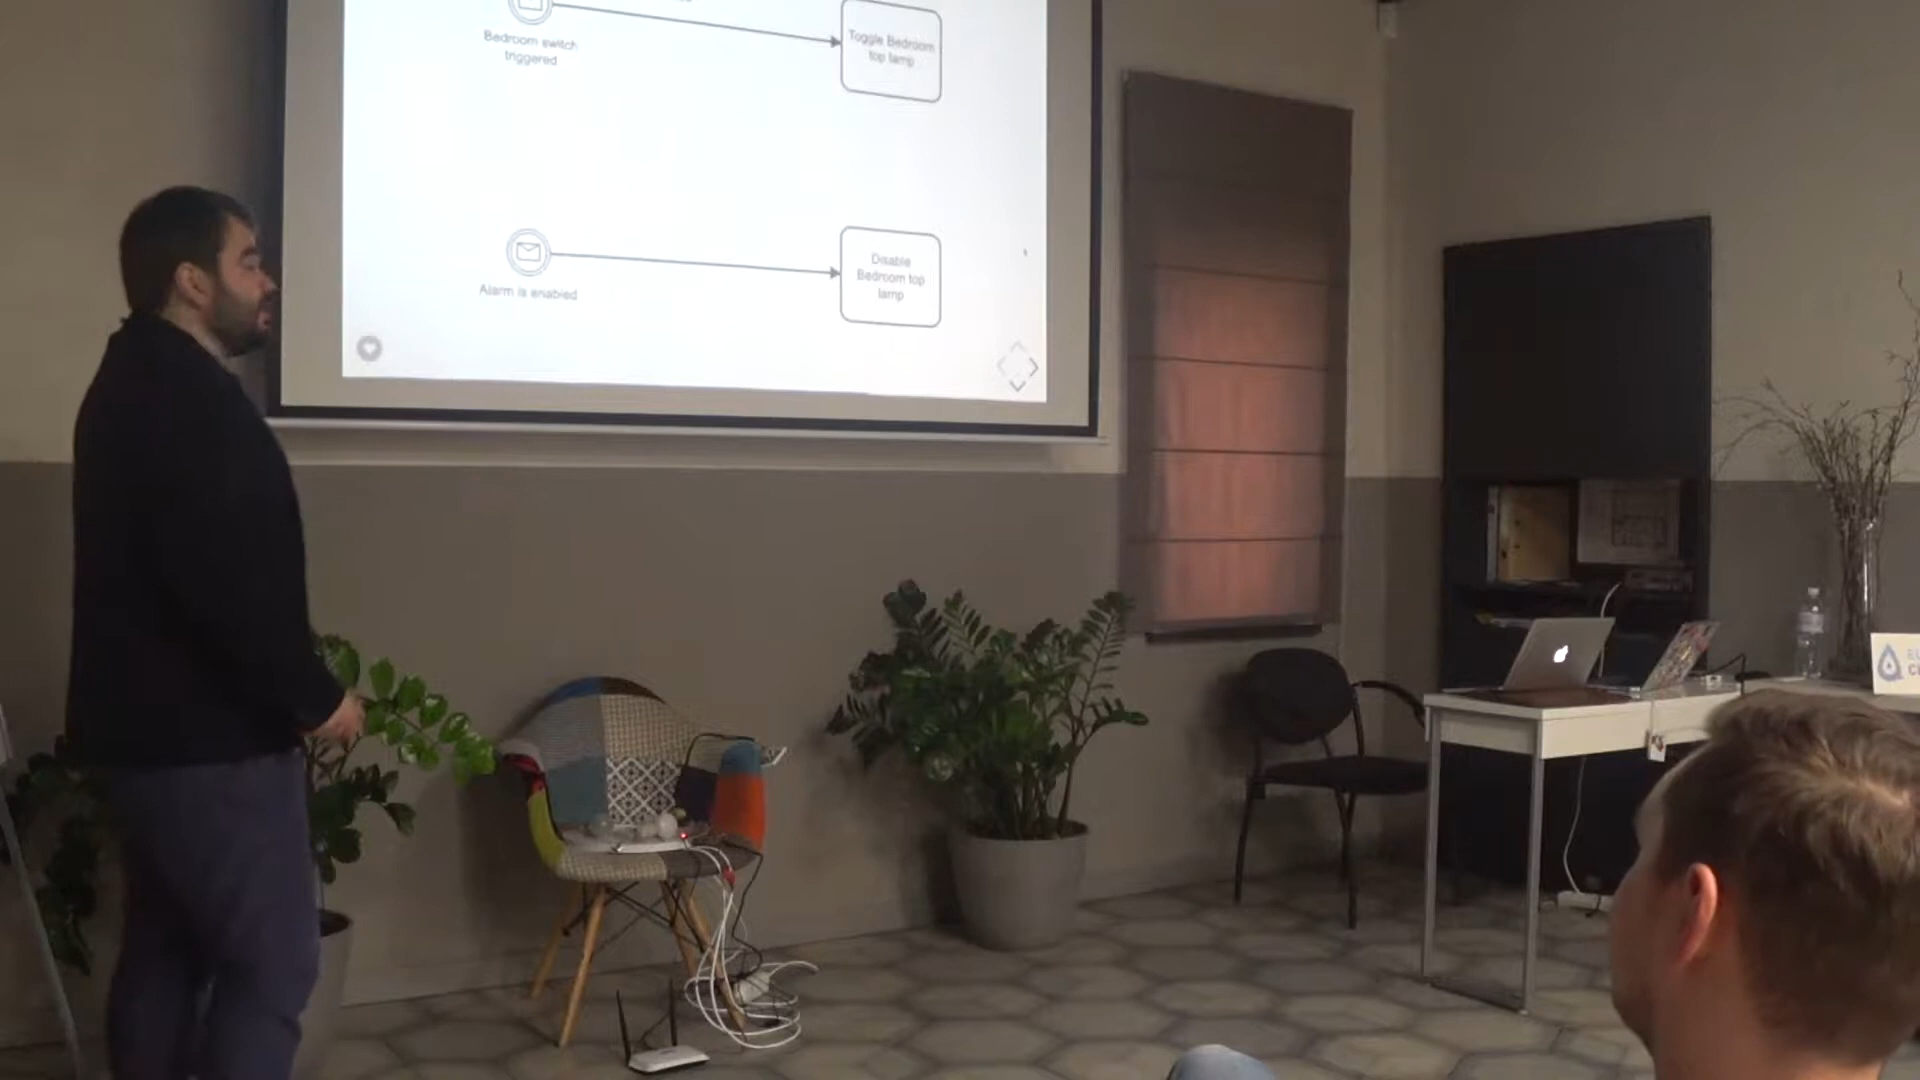 Bedroom switch
triggered
Toggle Bedroom
top lamp
Alarm is enabled
Disable
Bedroom top
lamp